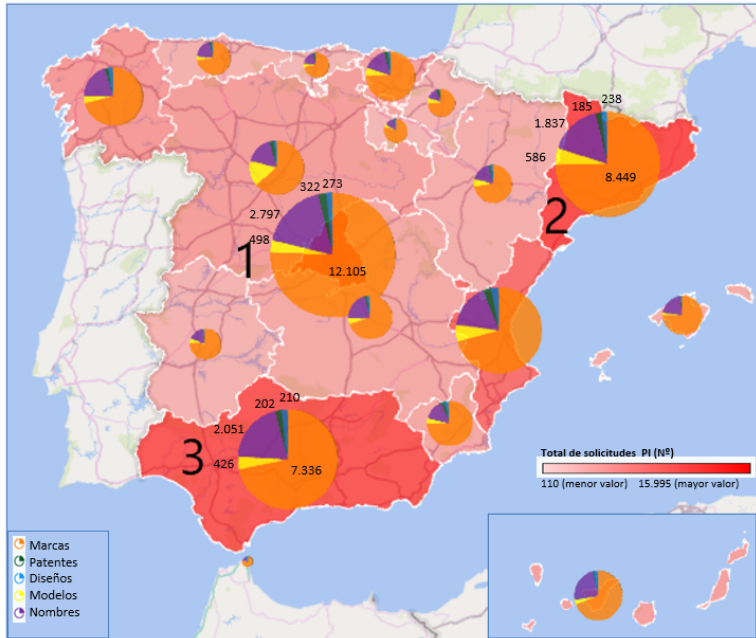 185 238
1.837
586
8.449
2
322 273
2.797
498
1
12.105
202 210
2.051
3
426
7.336
Total de solicitudes PI (Nº)
110 (menor valor) 15.995 (mayor valor)
Marcas
Patentes
Diseños
Modelos
Nombres